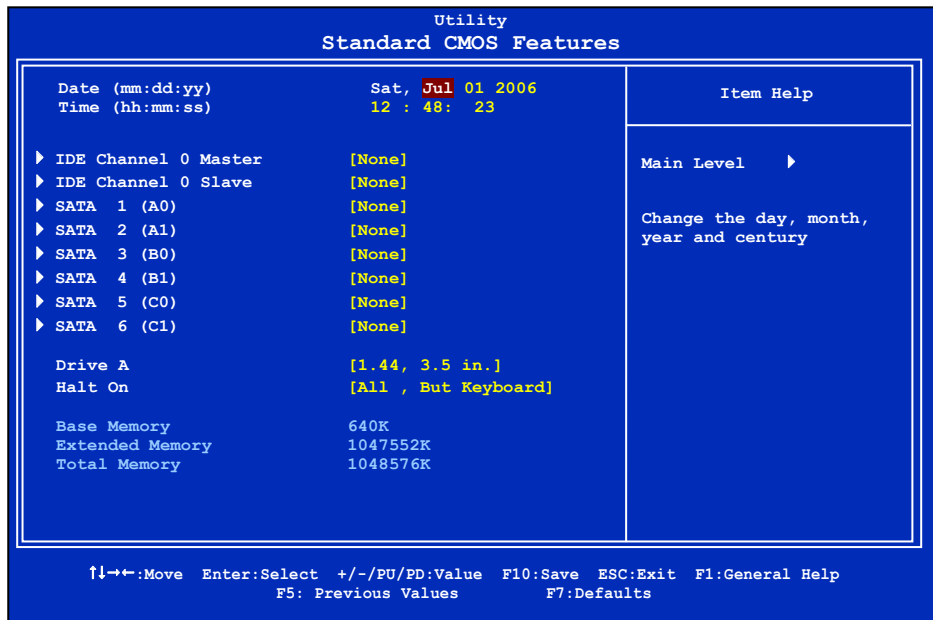 Utility
Standard CMOS Features
Date (mm:dd:yy) Sat, Jul 01 2006
Time (hh:mm:ss) 12 : 48: 23
Item Help
IDE Channel 0 Master [None]
IDE Channel 0 Slave [None]
SATA 1 (A0) [None]
SATA 2 (A1) [None]
SATA 3 (B0) [None]
SATA 4 (B1) [None]
SATA 5 (C0) [None]
SATA 6 (C1) [None]
Main Level
Change the day, month,
year and century
Drive A [1.44, 3.5 in.]
Halt On [All , But Keyboard]
Base Memory 640K
Extended Memory 1047552K
Total Memory 1048576K
↑↓→←:Move Enter:Select +/-/PU/PD:Value F10:Save ESC:Exit F1:General Help
F5: Previous Values F7:Defaults